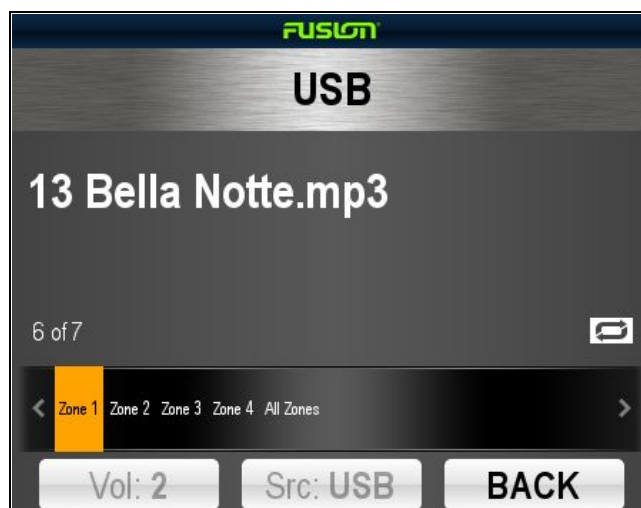 FUSION
USB
13 Bella Notte.mp3
6 of 7
Zone 1 Zone 2 Zone 3 Zone 4 All Zones
Vol: 2 Src: USB BACK